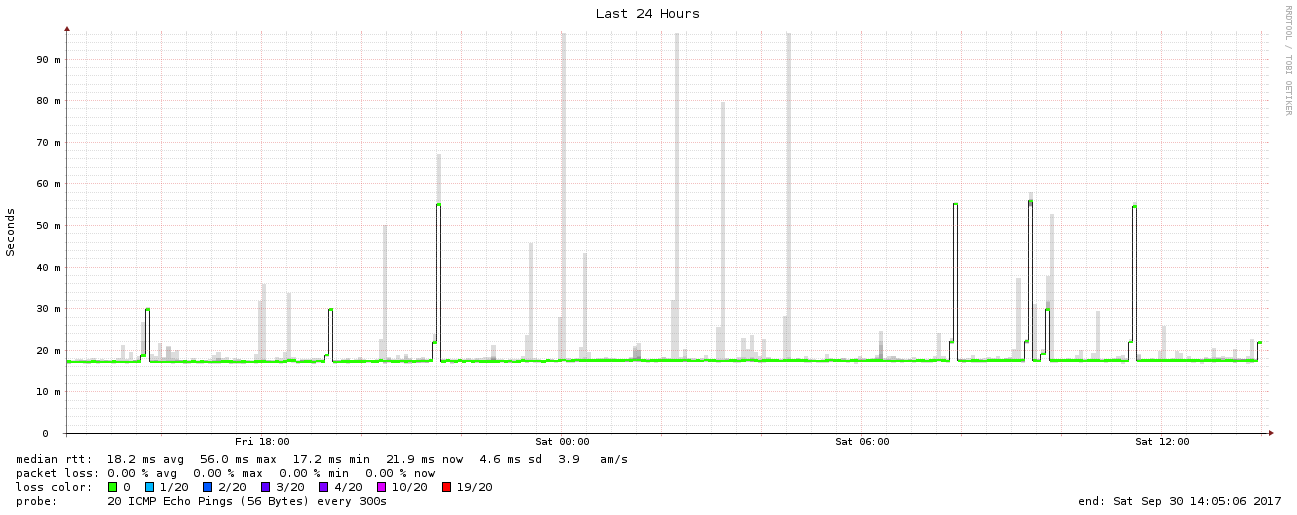 Last 24 Hours
RRDTOOL / TOBI OETIKER
Seconds
90 m
80 m
70 m
60 m
50 m
40 m
30 m
20 m
10 m
0
Fri 18:00 Sat 00:00 Sat 06:00 Sat 12:00
median rtt: 18.2 ms avg 56.0 ms max 17.2 ms min 21.9 ms now 4.6 ms sd 3.9 am/s
packet loss: 0.00 % avg 0.00 % max 0.00 % min 0.00 % now
loss color: 0 1/20 2/20 3/20 4/20 10/20 19/20
probe: 20 ICMP Echo Pings (56 Bytes) every 300s end: Sat Sep 30 14:05:06 2017